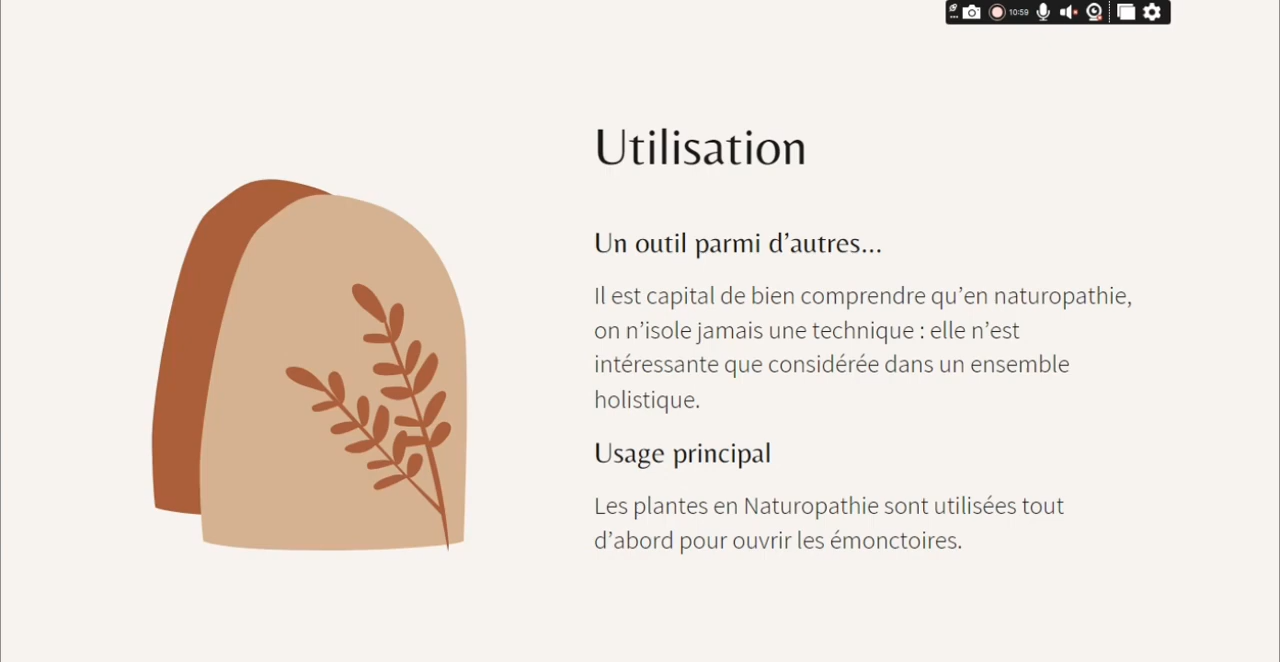 10:59
Utilisation
Un outil parmi d’autres...
Il est capital de bien comprendre qu’en naturopathie,
on n’isole jamais une technique : elle n’est
intéressante que considérée dans un ensemble
holistique.
Usage principal
Les plantes en Naturopathie sont utilisées tout
d’abord pour ouvrir les émonctoires.